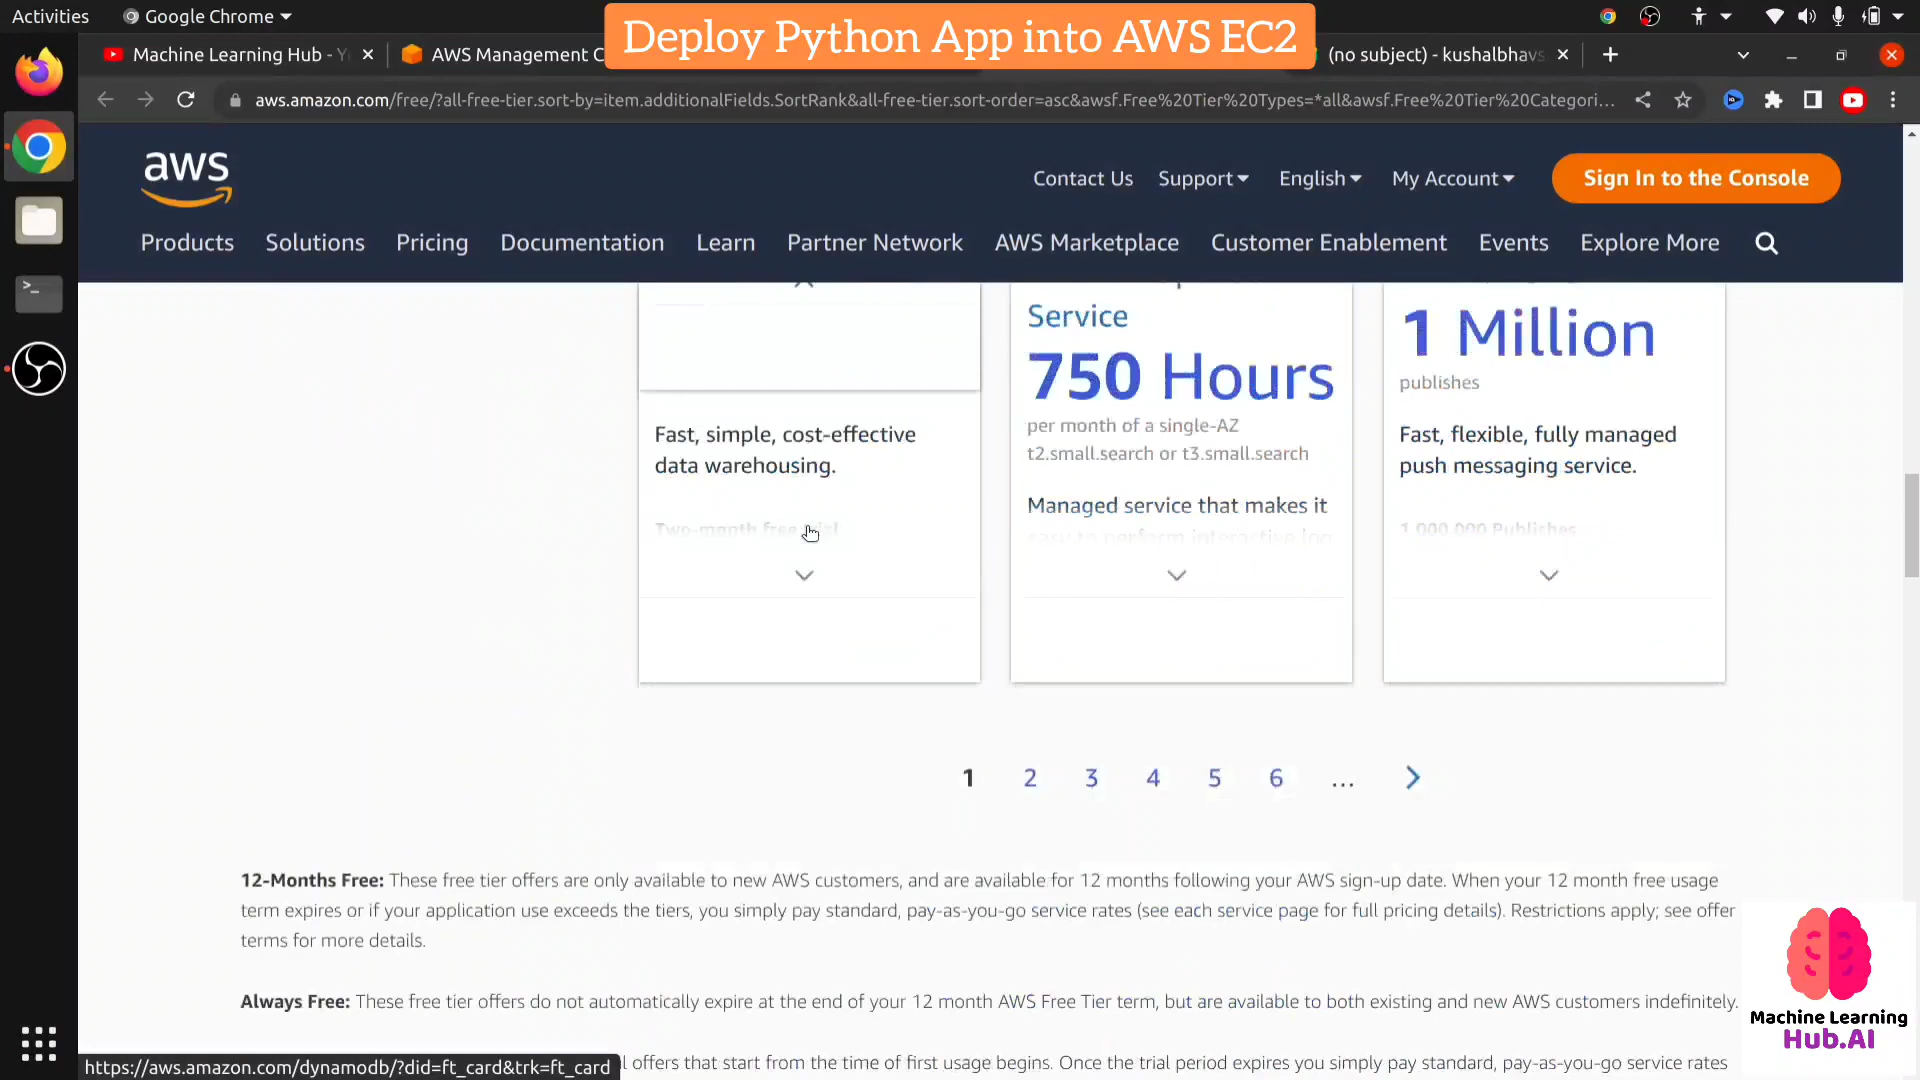 Activities
Google Chrome
Deploy Python App into AWS EC2
Machine Learning Hub - Y
AWS Management C
(no subject) - kushalbhavs
aws.amazon.com/free/?all-free-tier.sort-by=item.additionalFields.SortRank&all-free-tier.sort-order=asc&awsf.Free%20Tier%20Types=*all&awsf.Free%20Tier%20Categori...
aws
Contact Us
Support
English
My Account
Sign In to the Console
Products
Solutions
Pricing
Documentation
Learn
Partner Network
AWS Marketplace
Customer Enablement
Events
Explore More
Fast, simple, cost-effective
data warehousing.
Two-month free trial
Service
750 Hours
per month of a single-AZ
t2.small.search or t3.small.search
Managed service that makes it
easy to perform interactive log
1 Million
publishes
Fast, flexible, fully managed
push messaging service.
1,000,000 Publishes
1 2 3 4 5 6 ...
12-Months Free: These free tier offers are only available to new AWS customers, and are available for 12 months following your AWS sign-up date. When your 12 month free usage
term expires or if your application use exceeds the tiers, you simply pay standard, pay-as-you-go service rates (see each service page for full pricing details). Restrictions apply; see offer
terms for more details.
Always Free: These free tier offers do not automatically expire at the end of your 12 month AWS Free Tier term, but are available to both existing and new AWS customers indefinitely.
l offers that start from the time of first usage begins. Once the trial period expires you simply pay standard, pay-as-you-go service rates
https://aws.amazon.com/dynamodb/?did=ft_card&trk=ft_card
Machine Learning
Hub.AI